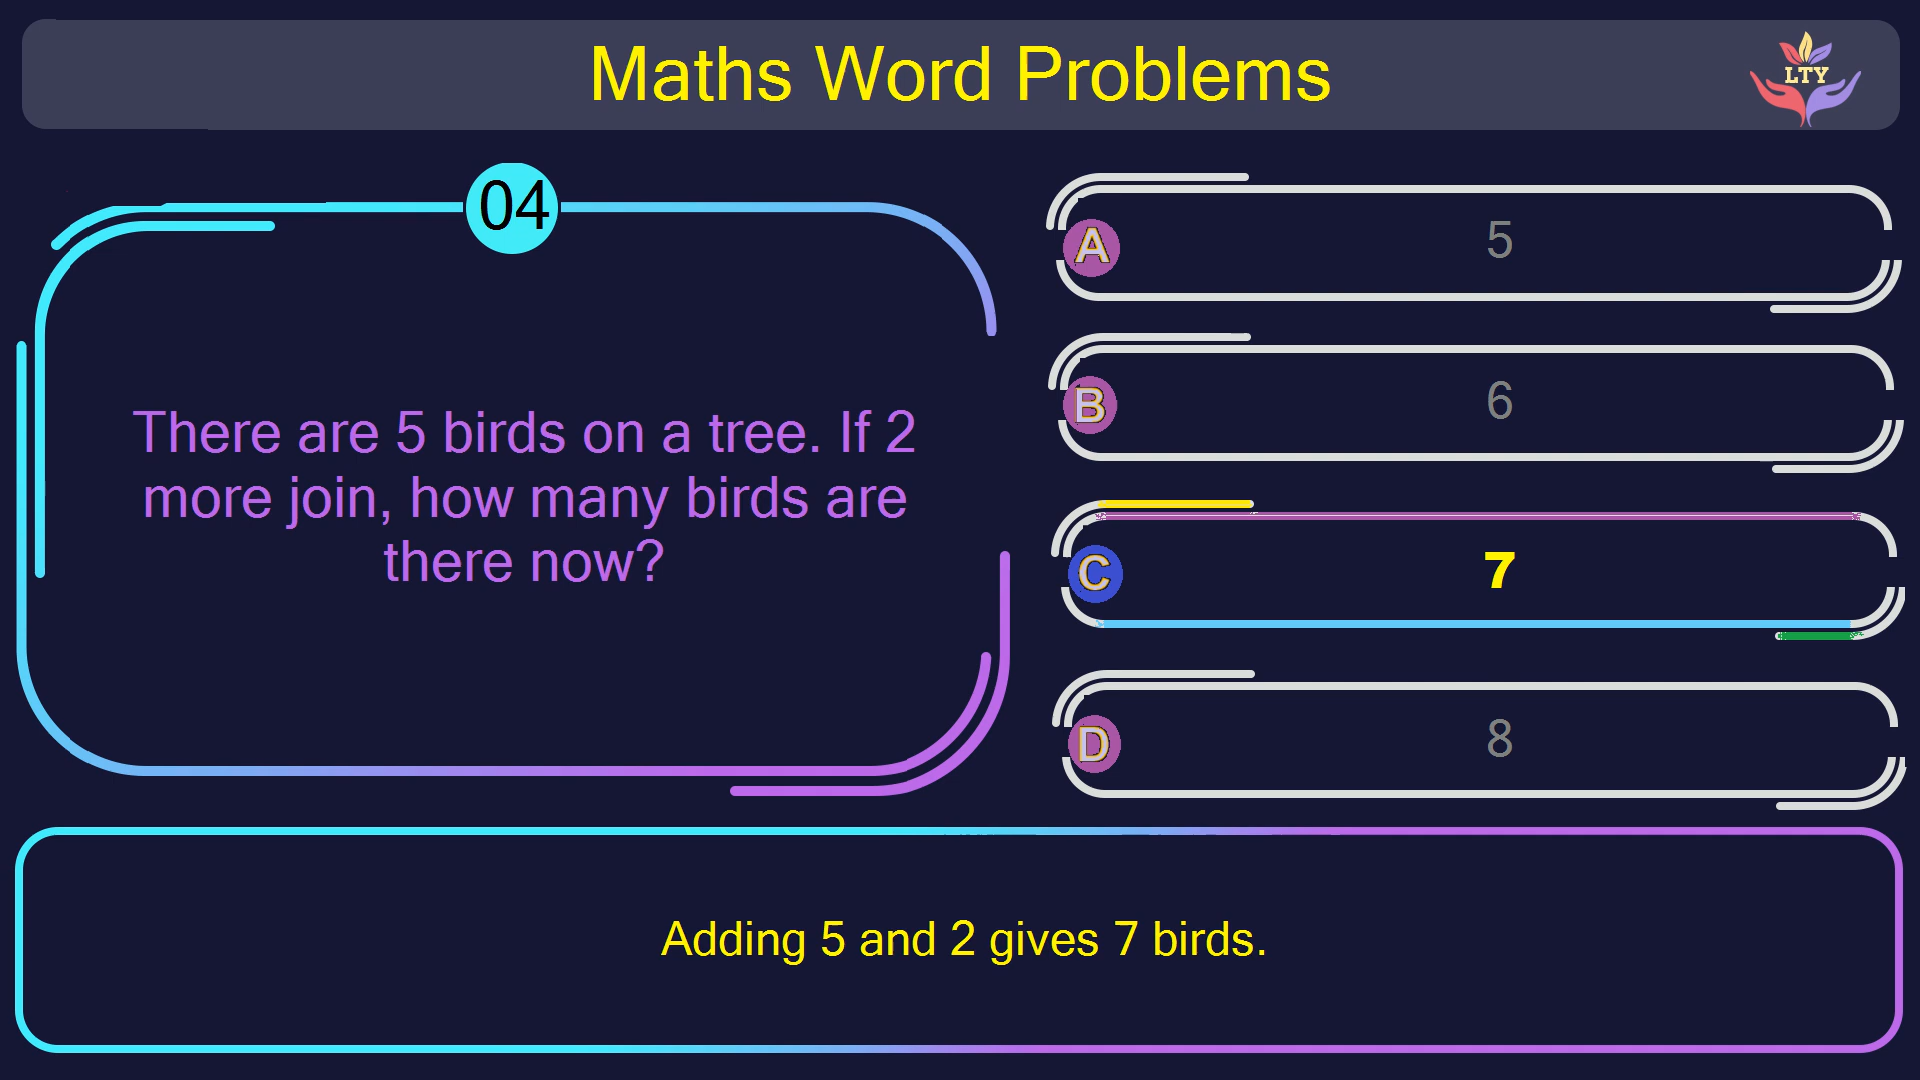 Maths Word Problems
LTY
04
There are 5 birds on a tree. If 2
more join, how many birds are
there now?
A
5
B
6
C
7
D
8
Adding 5 and 2 gives 7 birds.